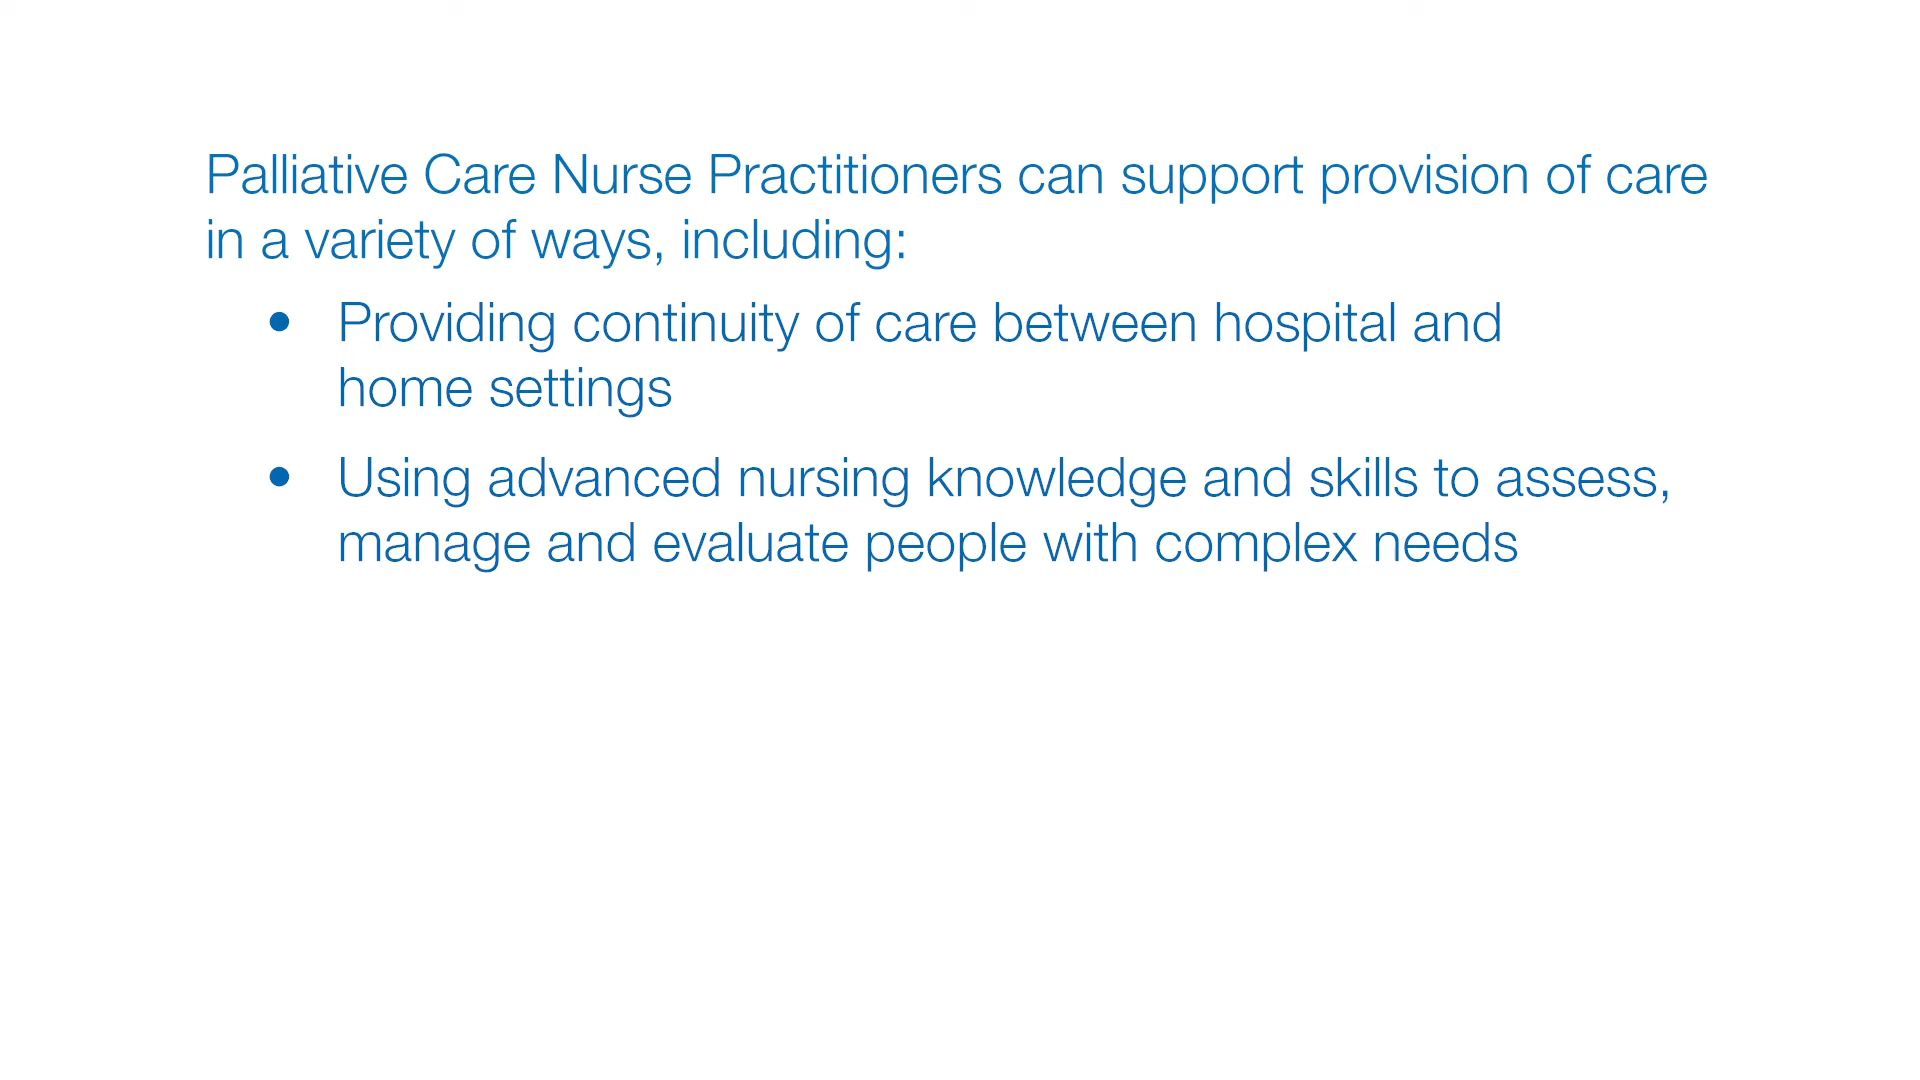 Palliative Care Nurse Practitioners can support provision of care
in a variety of ways, including:
• Providing continuity of care between hospital and
home settings
• Using advanced nursing knowledge and skills to assess,
manage and evaluate people with complex needs